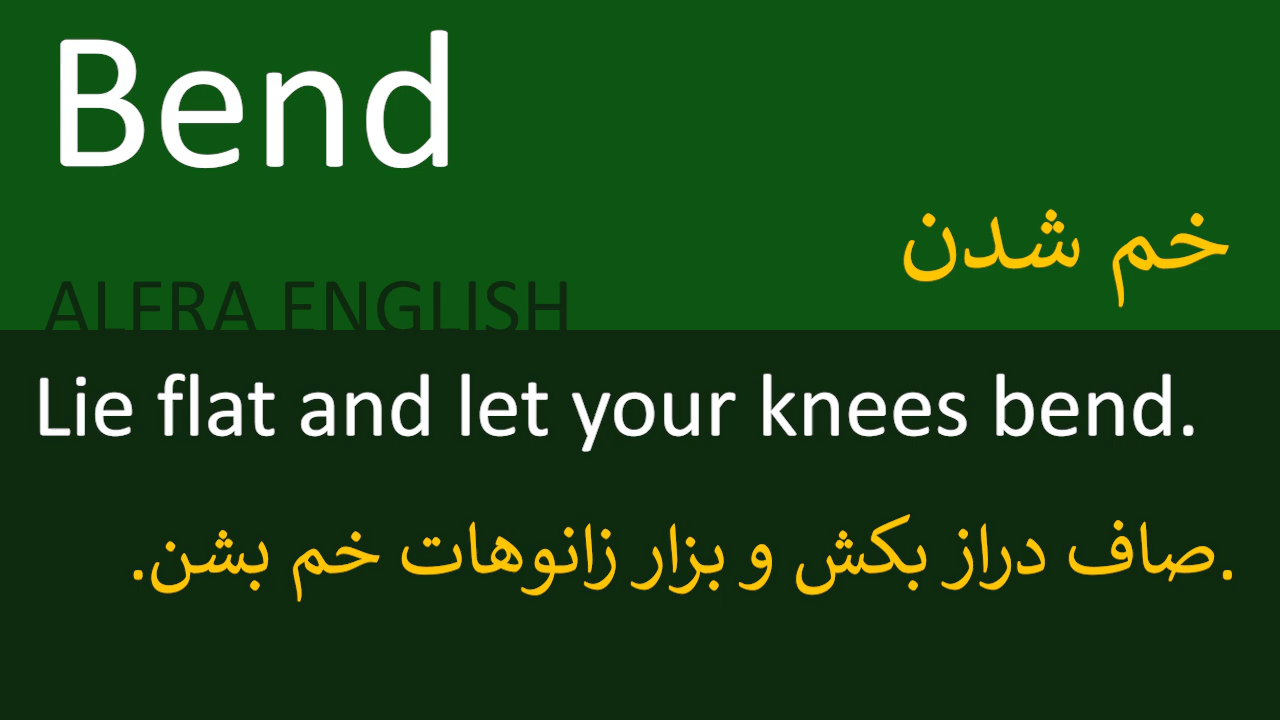 Bend
خم شدن
ALFRA ENGLISH
Lie flat and let your knees bend.
.صاف دراز بکش و بزار زانوهات خم بشن.